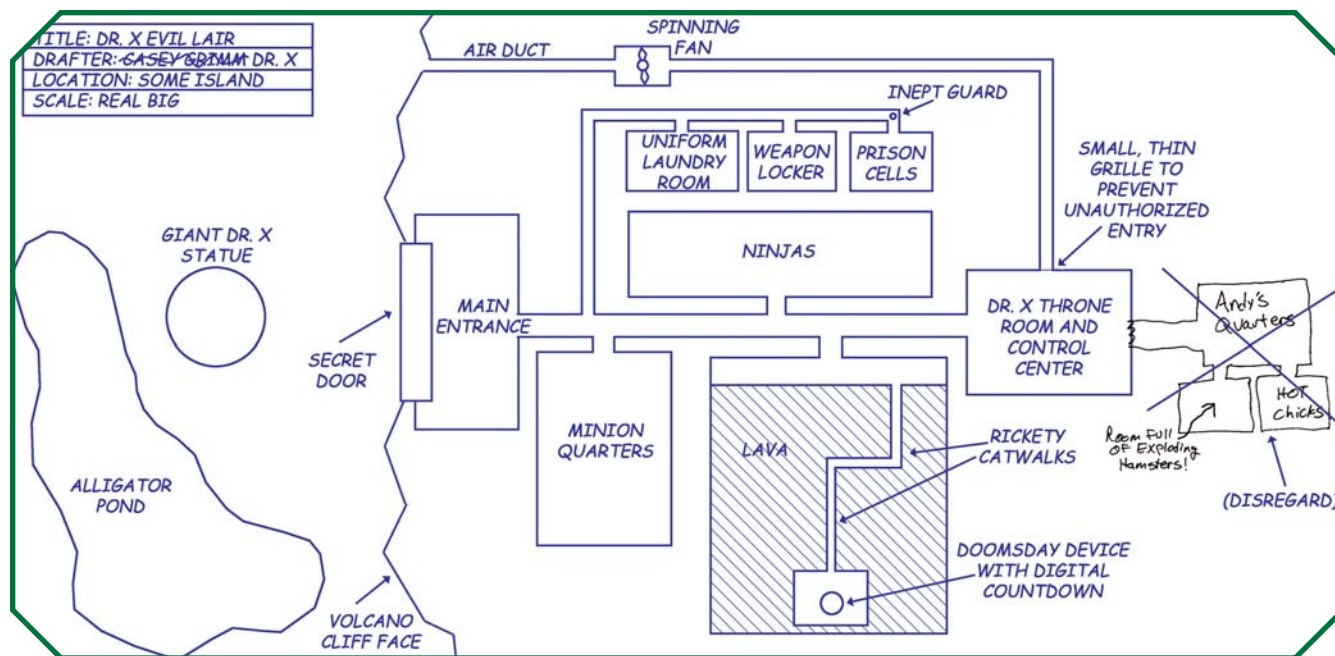 TITLE: DR. X EVIL LAIR
DRAFTER: CASEY GRIMM DR. X
LOCATION: SOME ISLAND
SCALE: REAL BIG
SPINNING
FAN
AIR DUCT
INEPT GUARD
UNIFORM
LAUNDRY
ROOM
WEAPON
LOCKER
PRISON
CELLS
SMALL, THIN
GRILLE TO
PREVENT
UNAUTHORIZED
ENTRY
GIANT DR. X
STATUE
NINJAS
MAIN
ENTRANCE
DR. X THRONE
ROOM AND
CONTROL
CENTER
Andy's
Quarters
SECRET
DOOR
HOT
Chicks
Room Full
OF Exploding
Hamsters!
MINION
QUARTERS
LAVA
RICKETY
CATWALKS
ALLIGATOR
POND
(DISREGARD)
DOOMSDAY DEVICE
WITH DIGITAL
COUNTDOWN
VOLCANO
CLIFF FACE